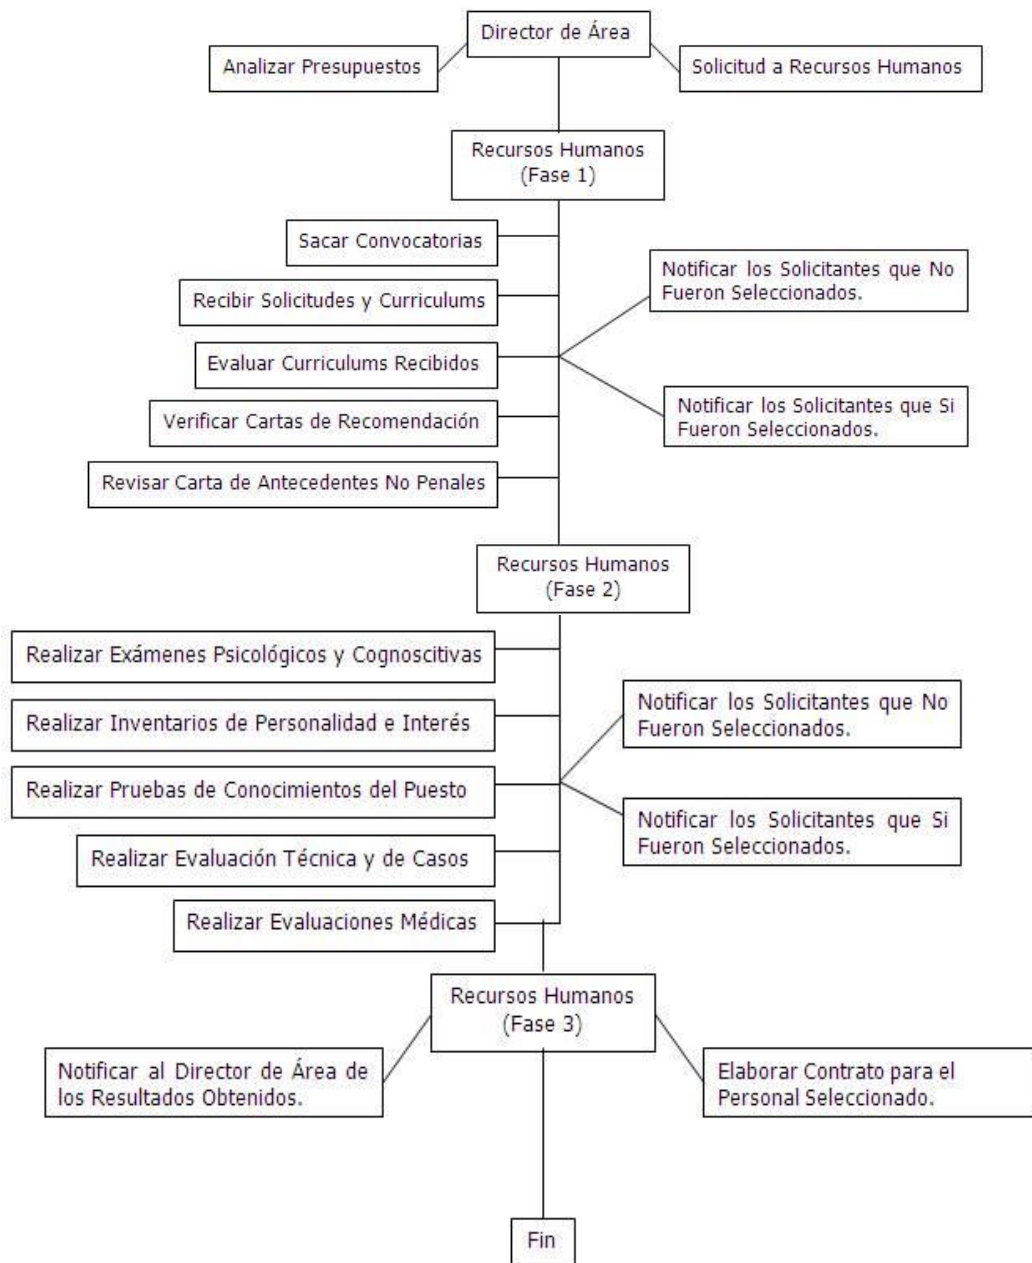 Director de Área
Analizar Presupuestos
Solicitud a Recursos Humanos
Recursos Humanos
(Fase 1)
Sacar Convocatorias
Recibir Solicitudes y Curriculums
Evaluar Curriculums Recibidos
Verificar Cartas de Recomendación
Revisar Carta de Antecedentes No Penales
Notificar los Solicitantes que No
Fueron Seleccionados.
Notificar los Solicitantes que Si
Fueron Seleccionados.
Recursos Humanos
(Fase 2)
Realizar Exámenes Psicológicos y Cognoscitivas
Realizar Inventarios de Personalidad e Interés
Realizar Pruebas de Conocimientos del Puesto
Realizar Evaluación Técnica y de Casos
Realizar Evaluaciones Médicas
Notificar los Solicitantes que No
Fueron Seleccionados.
Notificar los Solicitantes que Si
Fueron Seleccionados.
Recursos Humanos
(Fase 3)
Notificar al Director de Área de
los Resultados Obtenidos.
Elaborar Contrato para el
Personal Seleccionado.
Fin